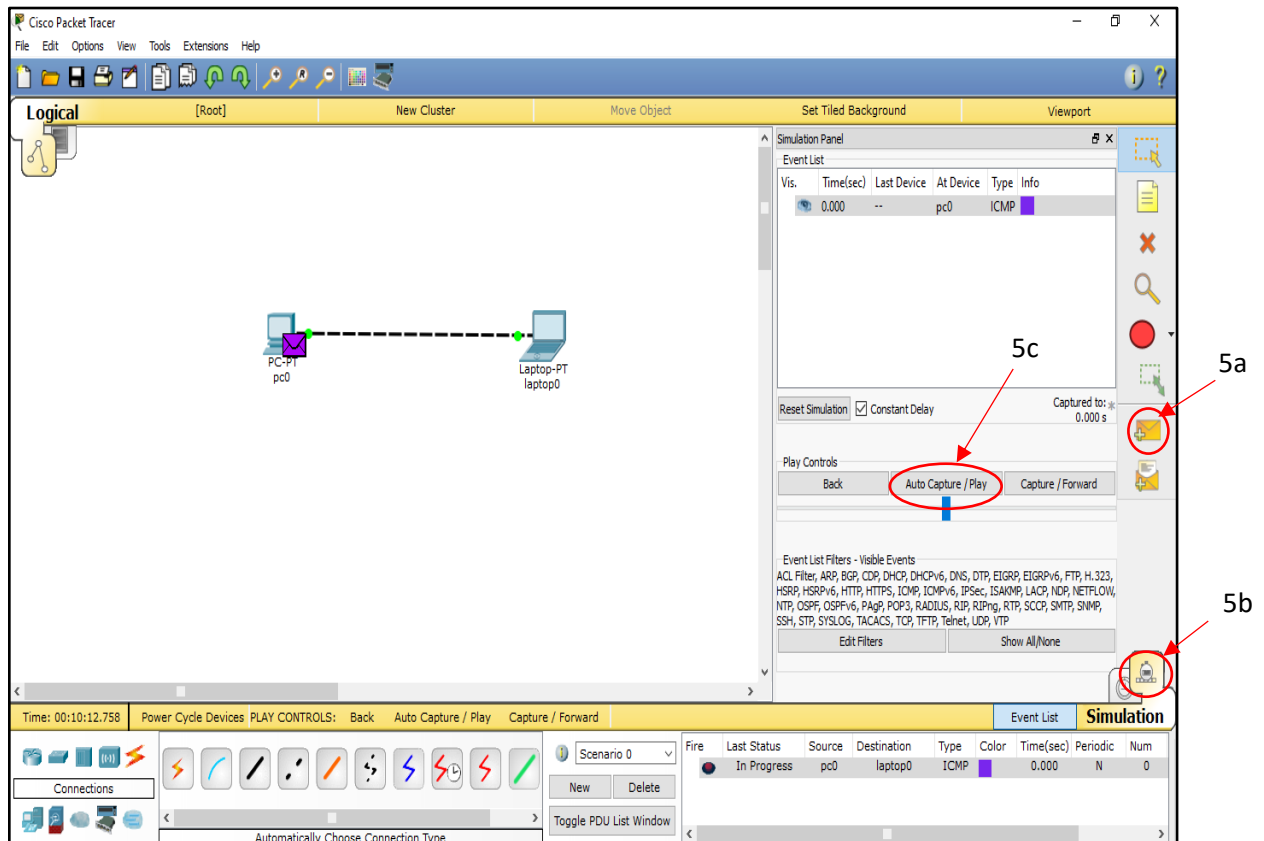 Cisco Packet Tracer
File Edit Options View Tools Extensions Help
Logical [Root] New Cluster Move Object Set Tiled Background Viewport
Simulation Panel
Event List
Vis. Time(sec) Last Device At Device Type Info
0.000 -- pc0 ICMP
PC-PT
pc0
Laptop-PT
laptop0
5c
5a
Reset Simulation Constant Delay Captured to: *
0.000 s
Play Controls
Back Auto Capture / Play Capture / Forward
Event List Filters - Visible Events
ACL Filter, ARP, BGP, CDP, DHCP, DHCPv6, DNS, DTP, EIGRP, EIGRPv6, FTP, H.323,
HSRP, HSRPv6, HTTP, HTTPS, ICMP, ICMPv6, IPSec, ISAKMP, LACP, NDP, NETFLOW,
NTP, OSPF, OSPFv6, PAgP, POP3, RADIUS, RIP, RIPng, RTP, SCCP, SMTP, SNMP,
SSH, STP, SYSLOG, TACACS, TCP, TFTP, Telnet, UDP, VTP
Edit Filters Show All/None
5b
Time: 00:10:12.758 Power Cycle Devices PLAY CONTROLS: Back Auto Capture / Play Capture / Forward Event List Simulation
Connections
Automatically Choose Connection Type
Scenario 0
New Delete
Toggle PDU List Window
Fire Last Status Source Destination Type Color Time(sec) Periodic Num
In Progress pc0 laptop0 ICMP 0.000 N 0